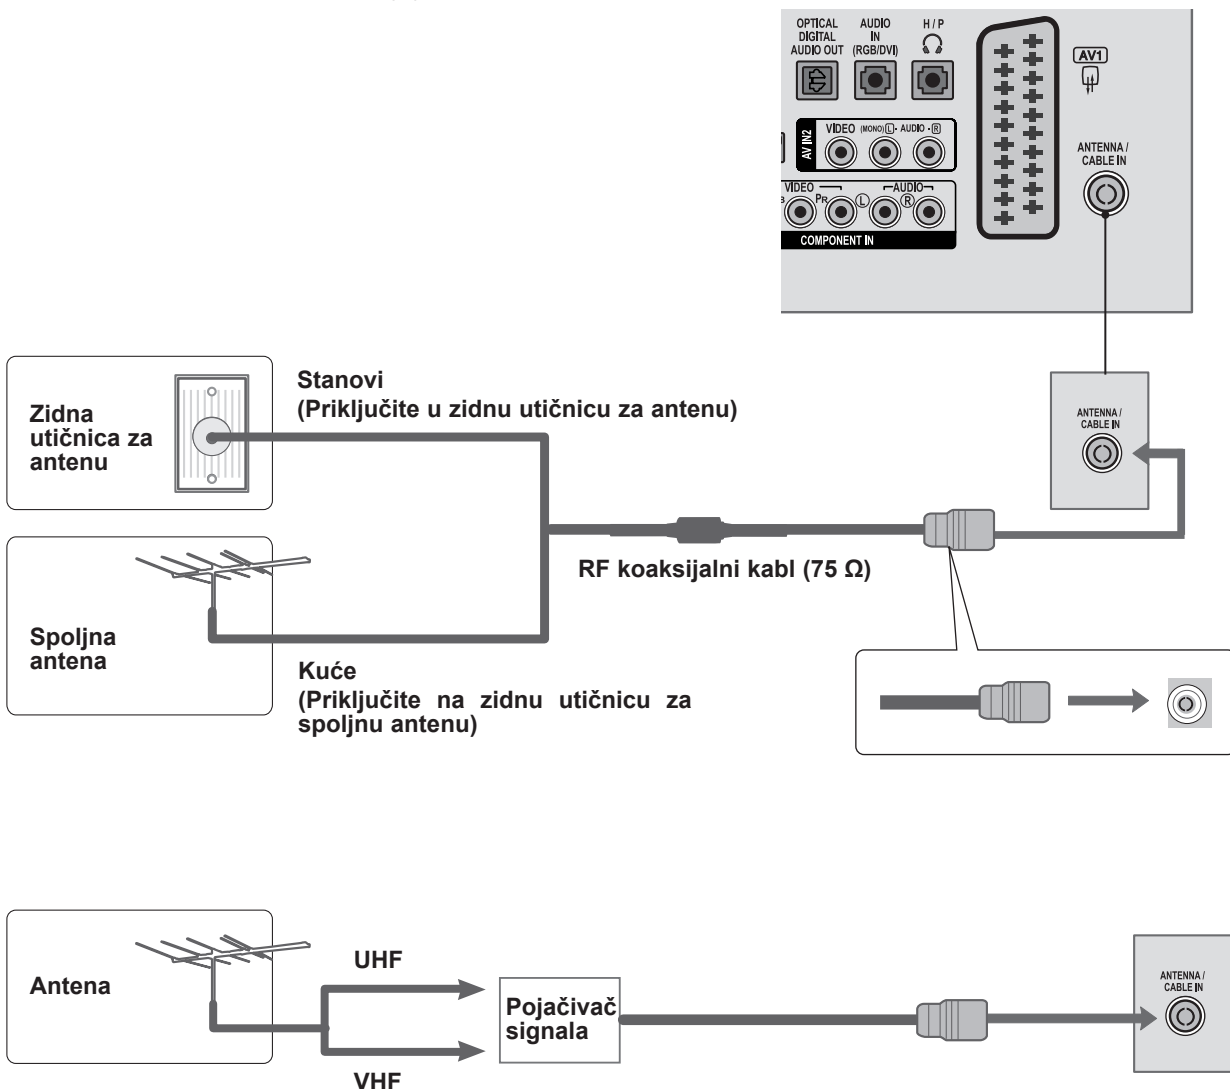 OPTICAL
DIGITAL
AUDIO OUT
AUDIO
IN
(RGB/DVI)
H / P
AV1
AV IN2
VIDEO (MONO) L AUDIO R
ANTENNA /
CABLE IN
VIDEO AUDIO
B PR L R
COMPONENT IN
Zidna
utičnica za
antenu
Stanovi
(Priključite u zidnu utičnicu za antenu)
ANTENNA /
CABLE IN
RF koaksijalni kabl (75 Ω)
Spoljna
antena
Kuće
(Priključite na zidnu utičnicu za
spoljnu antenu)
Antena
UHF
VHF
Pojačivač
signala
ANTENNA /
CABLE IN